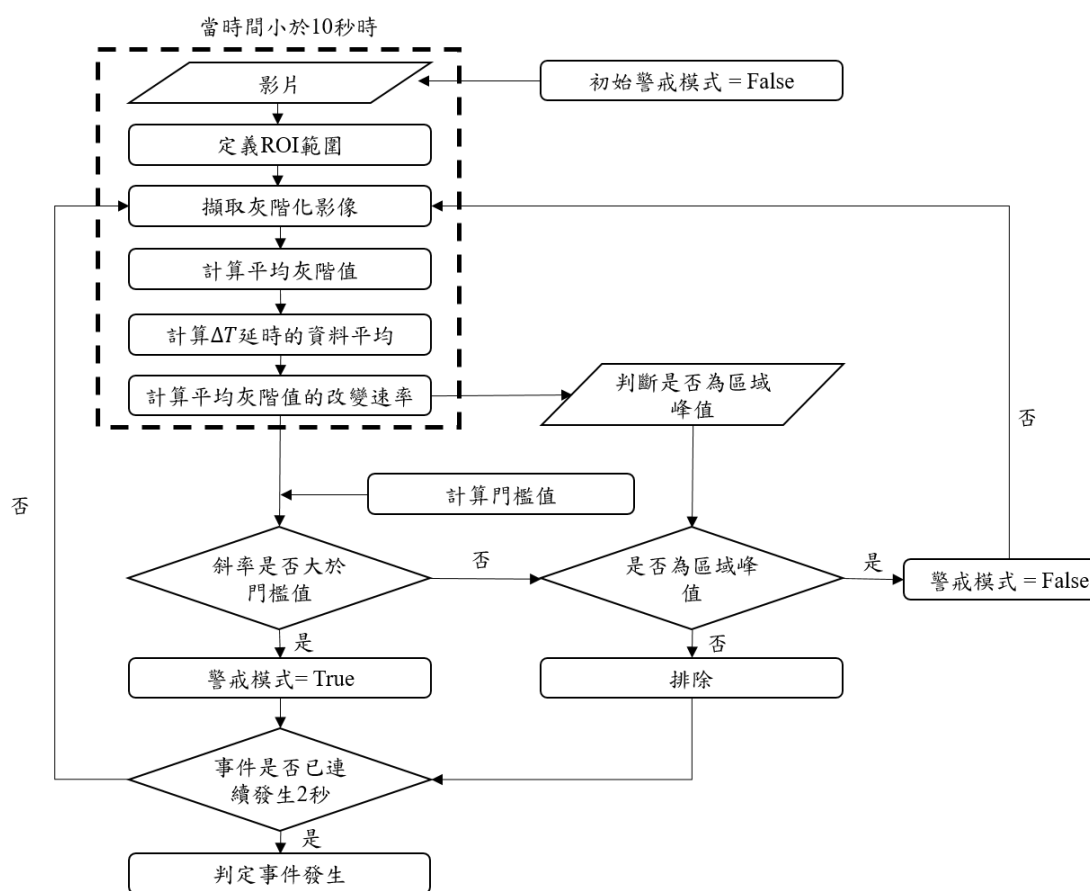 當時間小於10秒時
影片
初始警戒模式 = False
定義ROI範圍
擷取灰階化影像
計算平均灰階值
計算ΔT延時的資料平均
計算平均灰階值的改變速率
判斷是否為區域
峰值
否
否
計算門檻值
斜率是否大於
門檻值
否
是否為區域峰
值
是
警戒模式 = False
是
否
警戒模式= True
排除
事件是否已連
續發生2秒
是
判定事件發生